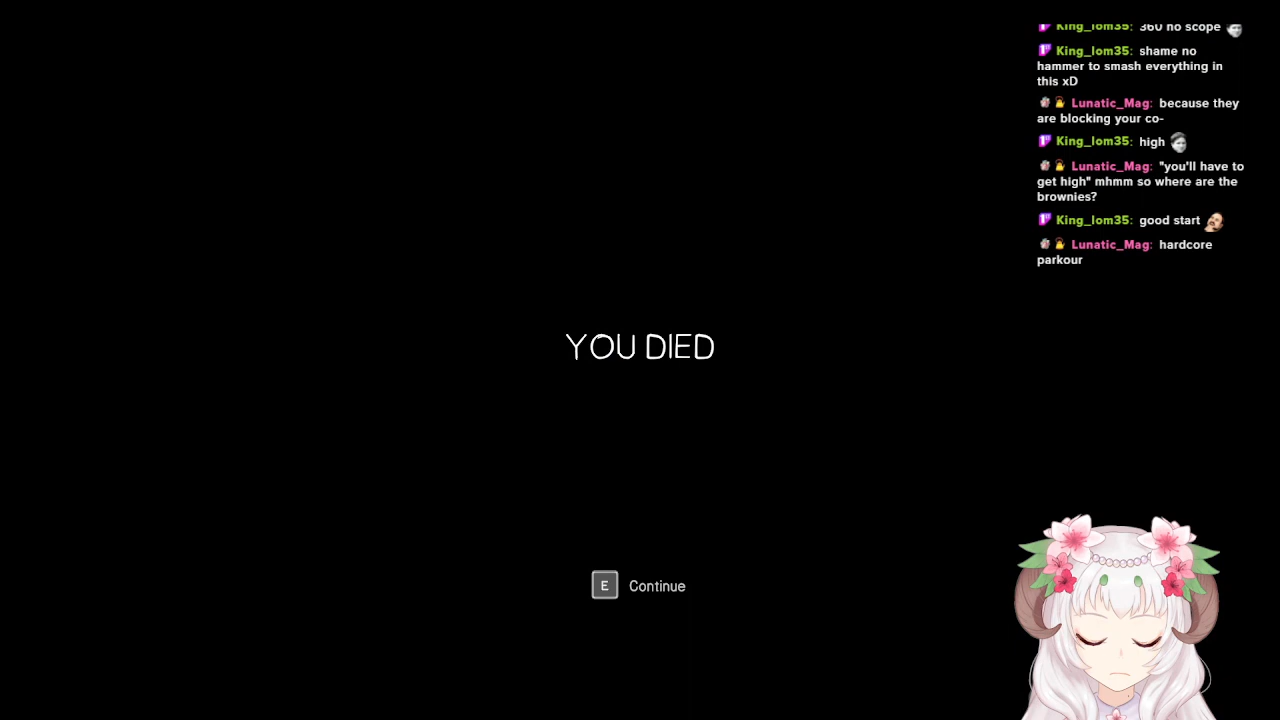 King_lom35: 360 no scope
King_lom35: shame no
hammer to smash everything in
this xD
Lunatic_Mag: because they
are blocking your co-
King_lom35: high
Lunatic_Mag: "you'll have to
get high" mhmm so where are the
brownies?
King_lom35: good start
Lunatic_Mag: hardcore
parkour
YOU DIED
E Continue